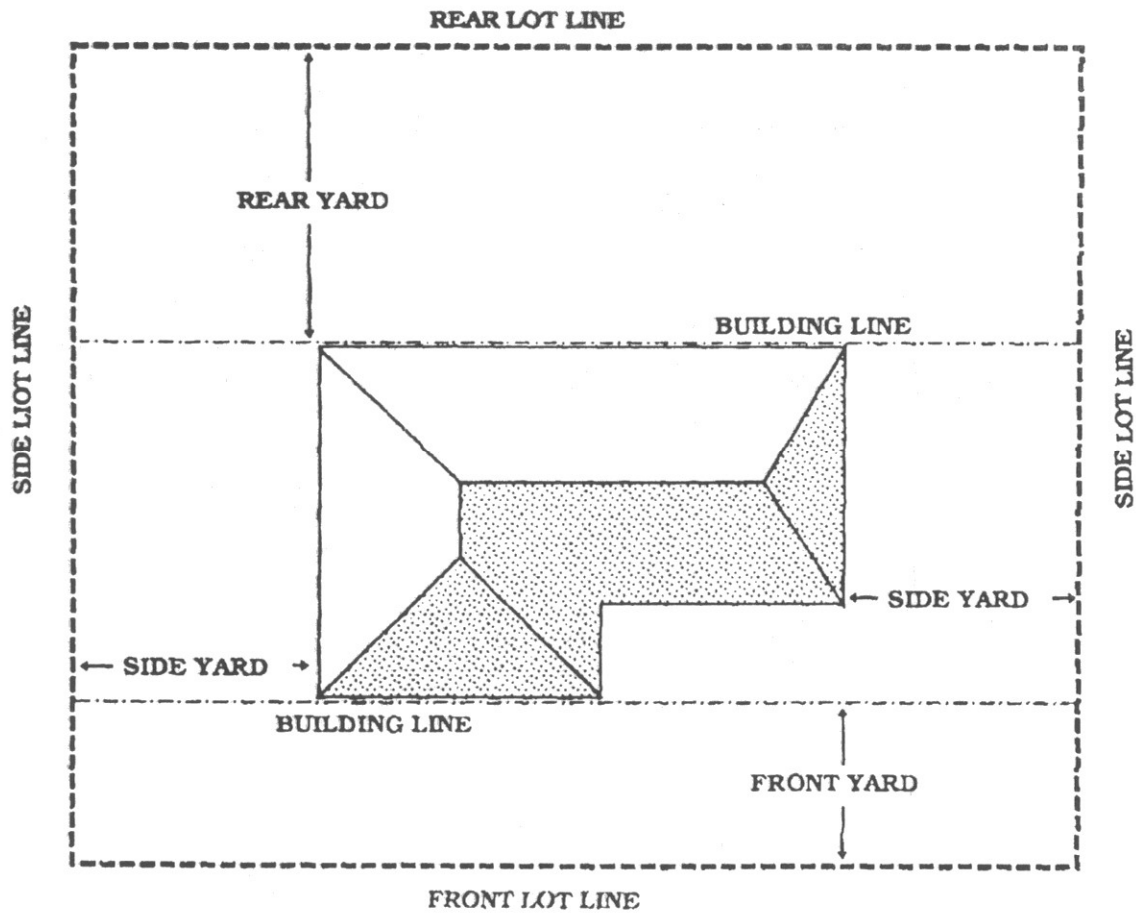 REAR LOT LINE
REAR YARD
BUILDING LINE
SIDE LIOT LINE
SIDE LOT LINE
SIDE YARD
SIDE YARD
BUILDING LINE
FRONT YARD
FRONT LOT LINE